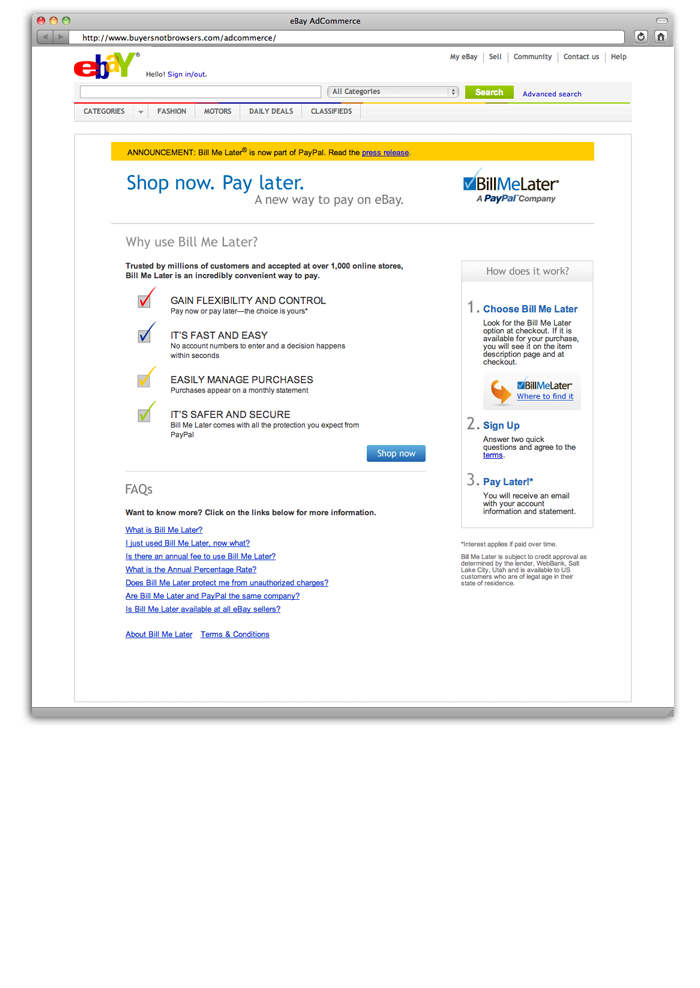 eBay AdCommerce
http://www.buyersnotbrowsers.com/adcommerce/
ebaY®
Hello! Sign in/out.
My eBay Sell Community Contact us Help
All Categories
Search
Advanced search
CATEGORIES FASHION MOTORS DAILY DEALS CLASSIFIEDS
ANNOUNCEMENT: Bill Me Later® is now part of PayPal. Read the press release.
Shop now. Pay later.
A new way to pay on eBay.
BillMeLater®
A PayPal™ Company
Why use Bill Me Later?
Trusted by millions of customers and accepted at over 1,000 online stores,
Bill Me Later is an incredibly convenient way to pay.
GAIN FLEXIBILITY AND CONTROL
Pay now or pay later—the choice is yours*
IT'S FAST AND EASY
No account numbers to enter and a decision happens
within seconds
EASILY MANAGE PURCHASES
Purchases appear on a monthly statement
IT'S SAFER AND SECURE
Bill Me Later comes with all the protection you expect from
PayPal
Shop now
FAQs
Want to know more? Click on the links below for more information.
What is Bill Me Later?
I just used Bill Me Later, now what?
Is there an annual fee to use Bill Me Later?
What is the Annual Percentage Rate?
Does Bill Me Later protect me from unauthorized charges?
Are Bill Me Later and PayPal the same company?
Is Bill Me Later available at all eBay sellers?
About Bill Me Later Terms & Conditions
How does it work?
1. Choose Bill Me Later
Look for the Bill Me Later
option at checkout. If it is
available for your purchase,
you will see it on the item
description page and at
checkout.
BillMeLater®
Where to find it
2. Sign Up
Answer two quick
questions and agree to the
terms.
3. Pay Later!*
You will receive an email
with your account
information and statement.
*Interest applies if paid over time.
Bill Me Later is subject to credit approval as
determined by the lender, WebBank, Salt
Lake City, Utah and is available to US
customers who are of legal age in their
state of residence.